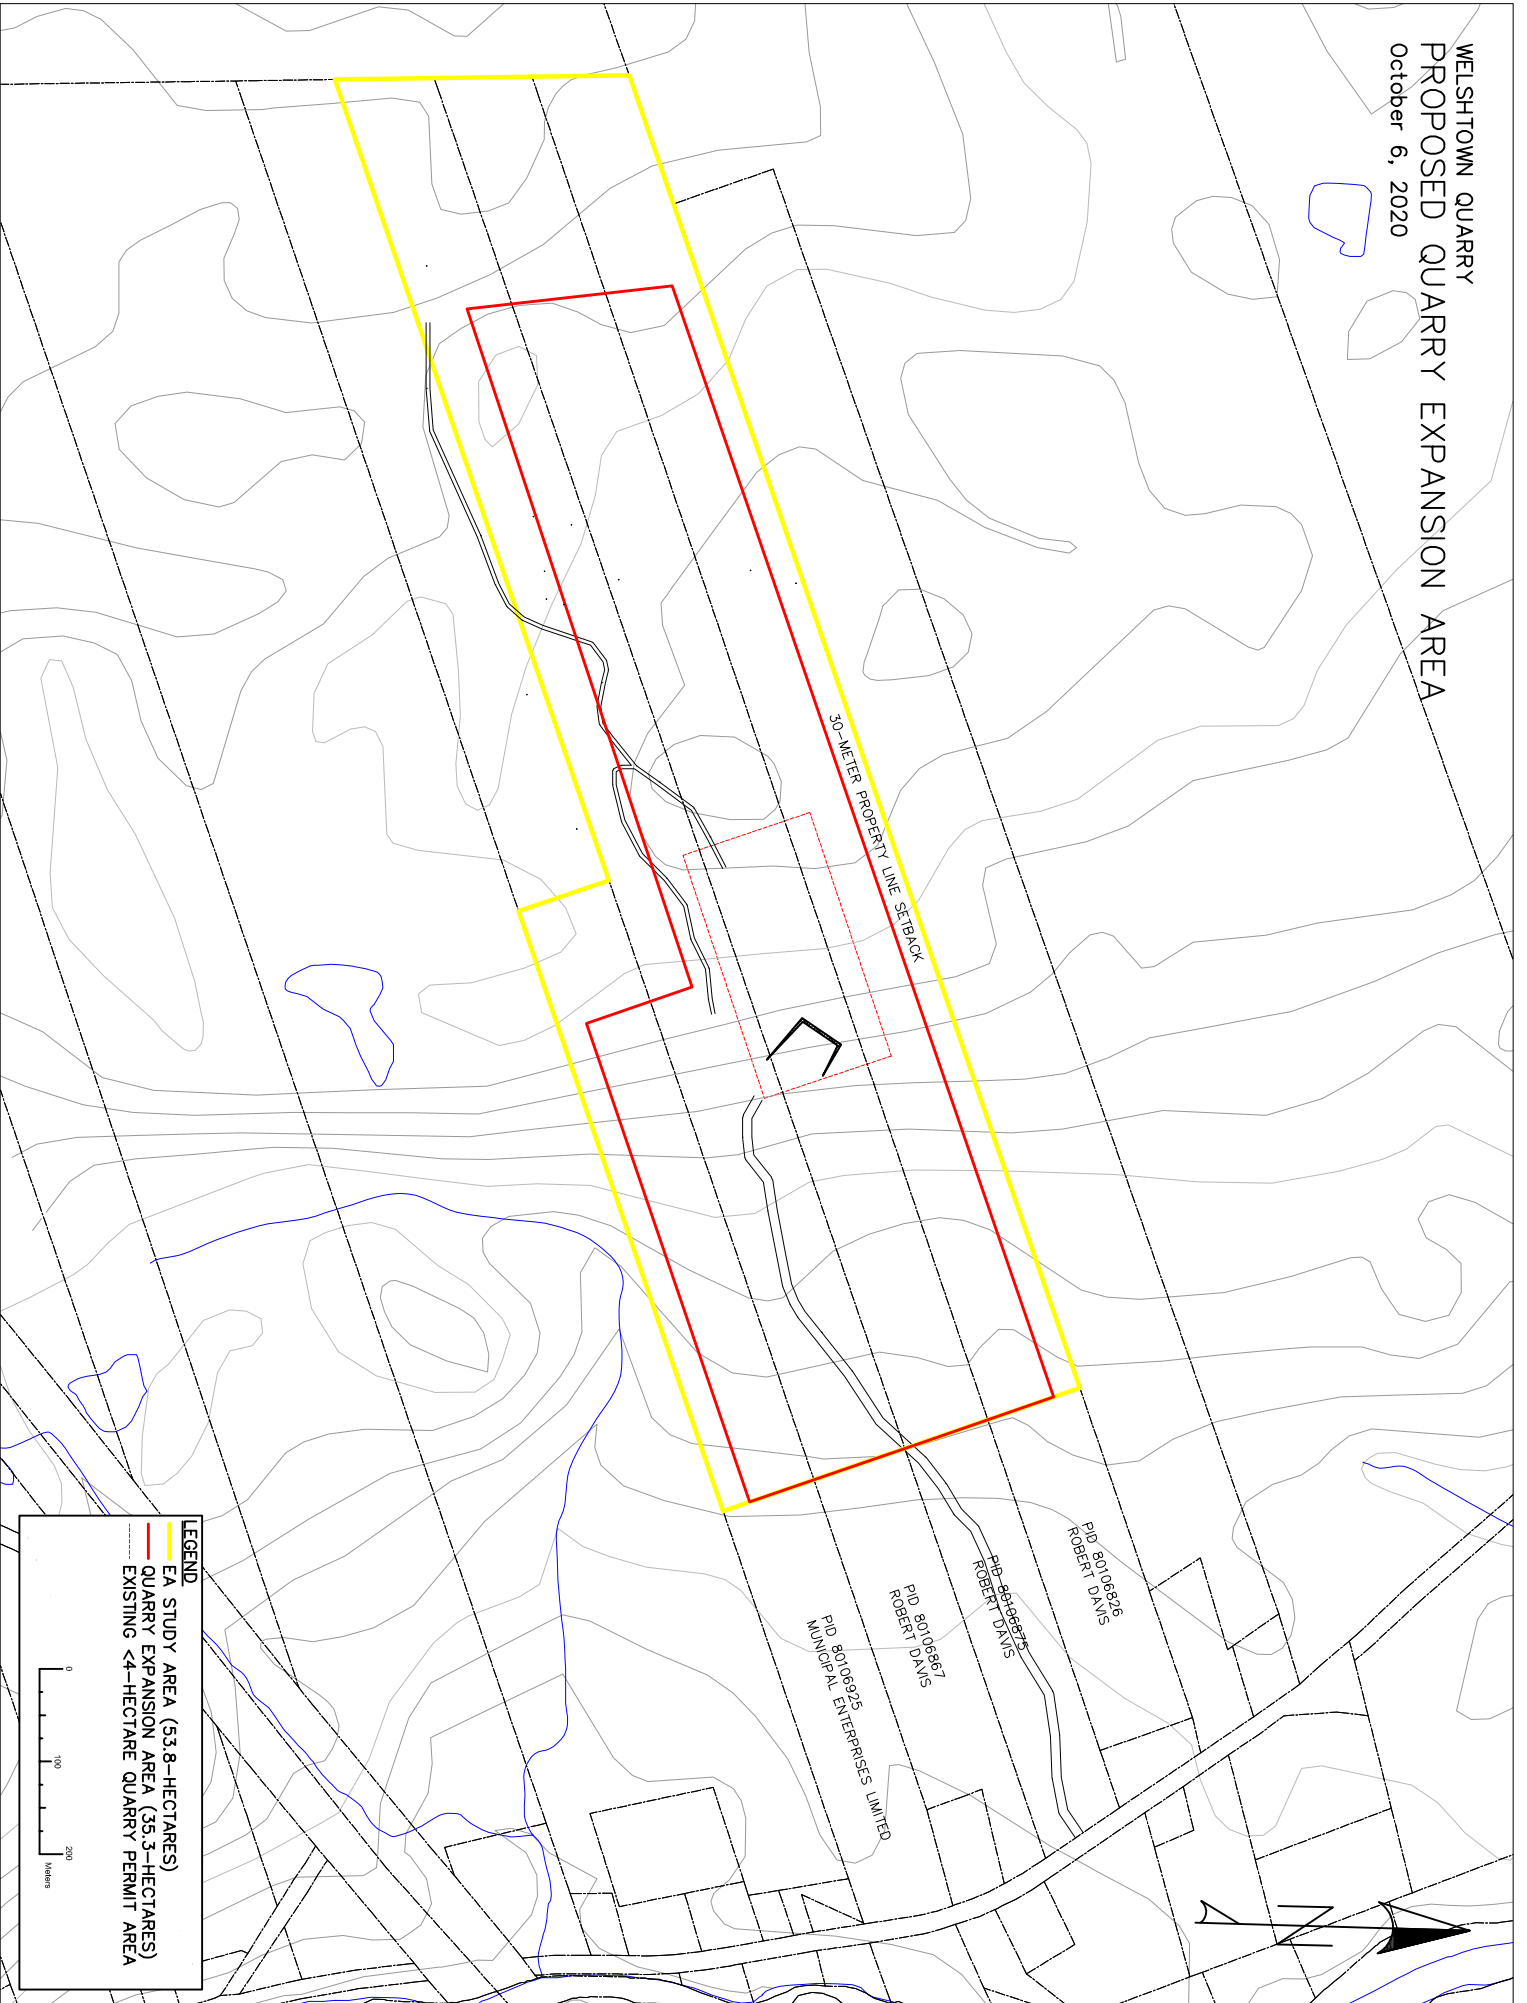 WELSHTOWN QUARRY
PROPOSED QUARRY EXPANSION AREA
October 6, 2020
30-METER PROPERTY LINE SETBACK
PID 80106826
ROBERT DAVIS
PID 80106875
ROBERT DAVIS
PID 80106867
ROBERT DAVIS
PID 80106925
MUNICIPAL ENTERPRISES LIMITED
N
LEGEND
EA STUDY AREA (53.8-HECTARES)
QUARRY EXPANSION AREA (35.3-HECTARES)
EXISTING <4-HECTARE QUARRY PERMIT AREA
0 100 200
Meters